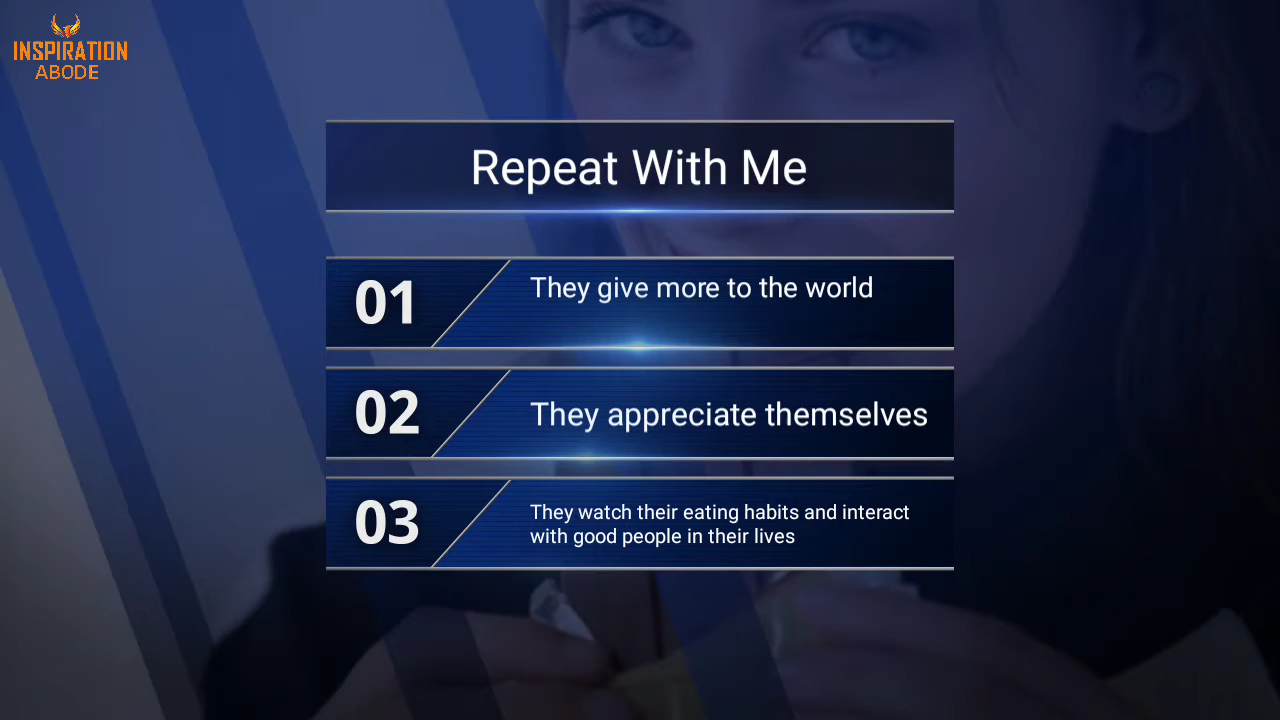 INSPIRATION
ABODE
Repeat With Me
01
They give more to the world
02
They appreciate themselves
03
They watch their eating habits and interact
with good people in their lives